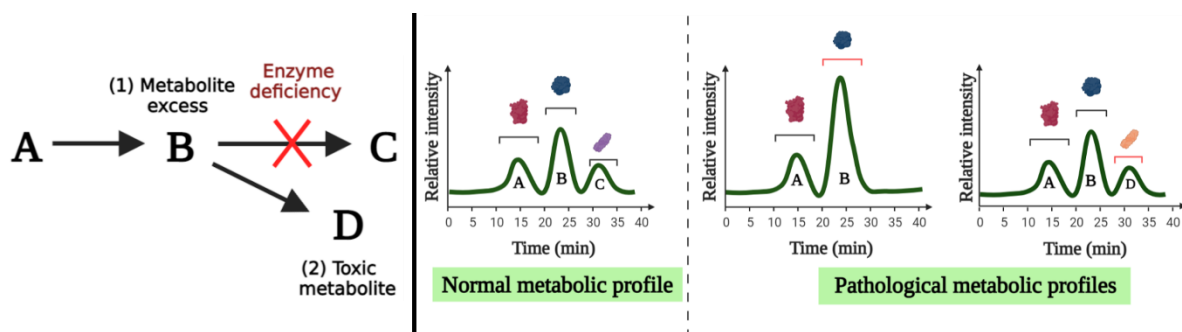 (1) Metabolite
excess
Enzyme
deficiency
A
B
C
D
(2) Toxic
metabolite
Relative intensity
A
B
C
0 5 10 15 20 25 30 35 40
Time (min)
Normal metabolic profile
Relative intensity
A
B
0 5 10 15 20 25 30 35 40
Time (min)
Relative intensity
A
B
D
0 5 10 15 20 25 30 35 40
Time (min)
Pathological metabolic profiles